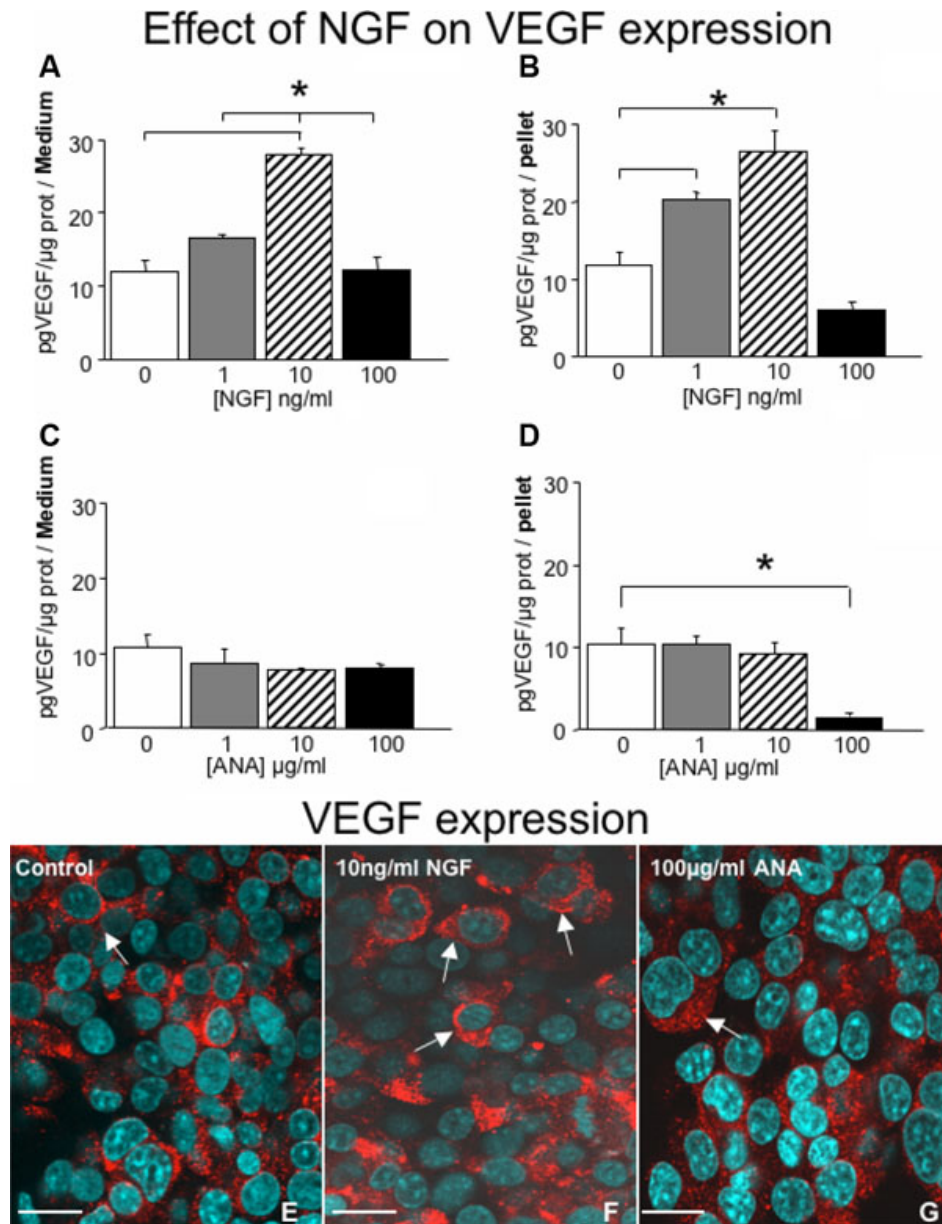 Effect of NGF on VEGF expression
A
B
*
*
pgVEGF/µg prot / Medium
30
20
10
0
0 1 10 100
[NGF] ng/ml
pgVEGF/µg prot / pellet
30
20
10
0
0 1 10 100
[NGF] ng/ml
C
D
pgVEGF/µg prot / Medium
30
20
10
0
0 1 10 100
[ANA] µg/ml
*
pgVEGF/µg prot / pellet
30
20
10
0
0 1 10 100
[ANA] µg/ml
VEGF expression
Control
10ng/ml NGF
100µg/ml ANA
E
F
G